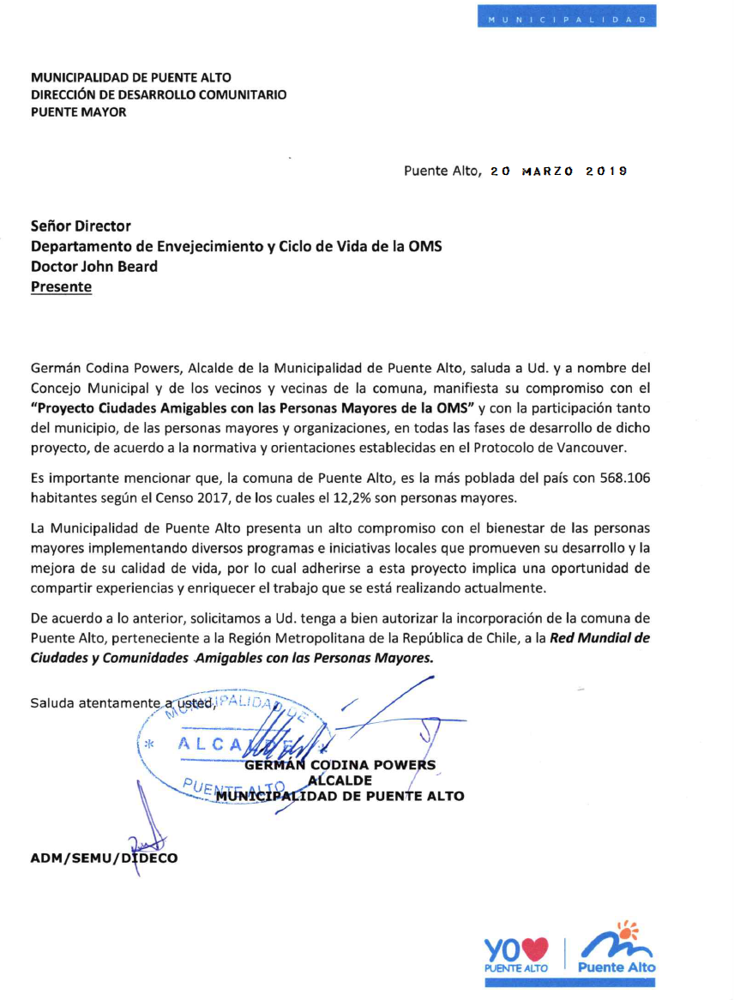 MUNICIPALIDAD
MUNICIPALIDAD DE PUENTE ALTO
DIRECCIÓN DE DESARROLLO COMUNITARIO
PUENTE MAYOR
Puente Alto, 20 MARZO 2019
Señor Director
Departamento de Envejecimiento y Ciclo de Vida de la OMS
Doctor John Beard
Presente
Germán Codina Powers, Alcalde de la Municipalidad de Puente Alto, saluda a Ud. y a nombre del
Concejo Municipal y de los vecinos y vecinas de la comuna, manifiesta su compromiso con el
“Proyecto Ciudades Amigables con las Personas Mayores de la OMS” y con la participación tanto
del municipio, de las personas mayores y organizaciones, en todas las fases de desarrollo de dicho
proyecto, de acuerdo a la normativa y orientaciones establecidas en el Protocolo de Vancouver.
Es importante mencionar que, la comuna de Puente Alto, es la más poblada del país con 568.106
habitantes según el Censo 2017, de los cuales el 12,2% son personas mayores.
La Municipalidad de Puente Alto presenta un alto compromiso con el bienestar de las personas
mayores implementando diversos programas e iniciativas locales que promueven su desarrollo y la
mejora de su calidad de vida, por lo cual adherirse a esta proyecto implica una oportunidad de
compartir experiencias y enriquecer el trabajo que se está realizando actualmente.
De acuerdo a lo anterior, solicitamos a Ud. tenga a bien autorizar la incorporación de la comuna de
Puente Alto, perteneciente a la Región Metropolitana de la República de Chile, a la Red Mundial de
Ciudades y Comunidades Amigables con las Personas Mayores.
Saluda atentamente a usted,
MUNICIPALIDAD DE
* ALCALDE *
PUENTE ALTO
GERMÁN CODINA POWERS
ALCALDE
MUNICIPALIDAD DE PUENTE ALTO
ADM/SEMU/DIDECO
YO
PUENTE ALTO
Puente Alto